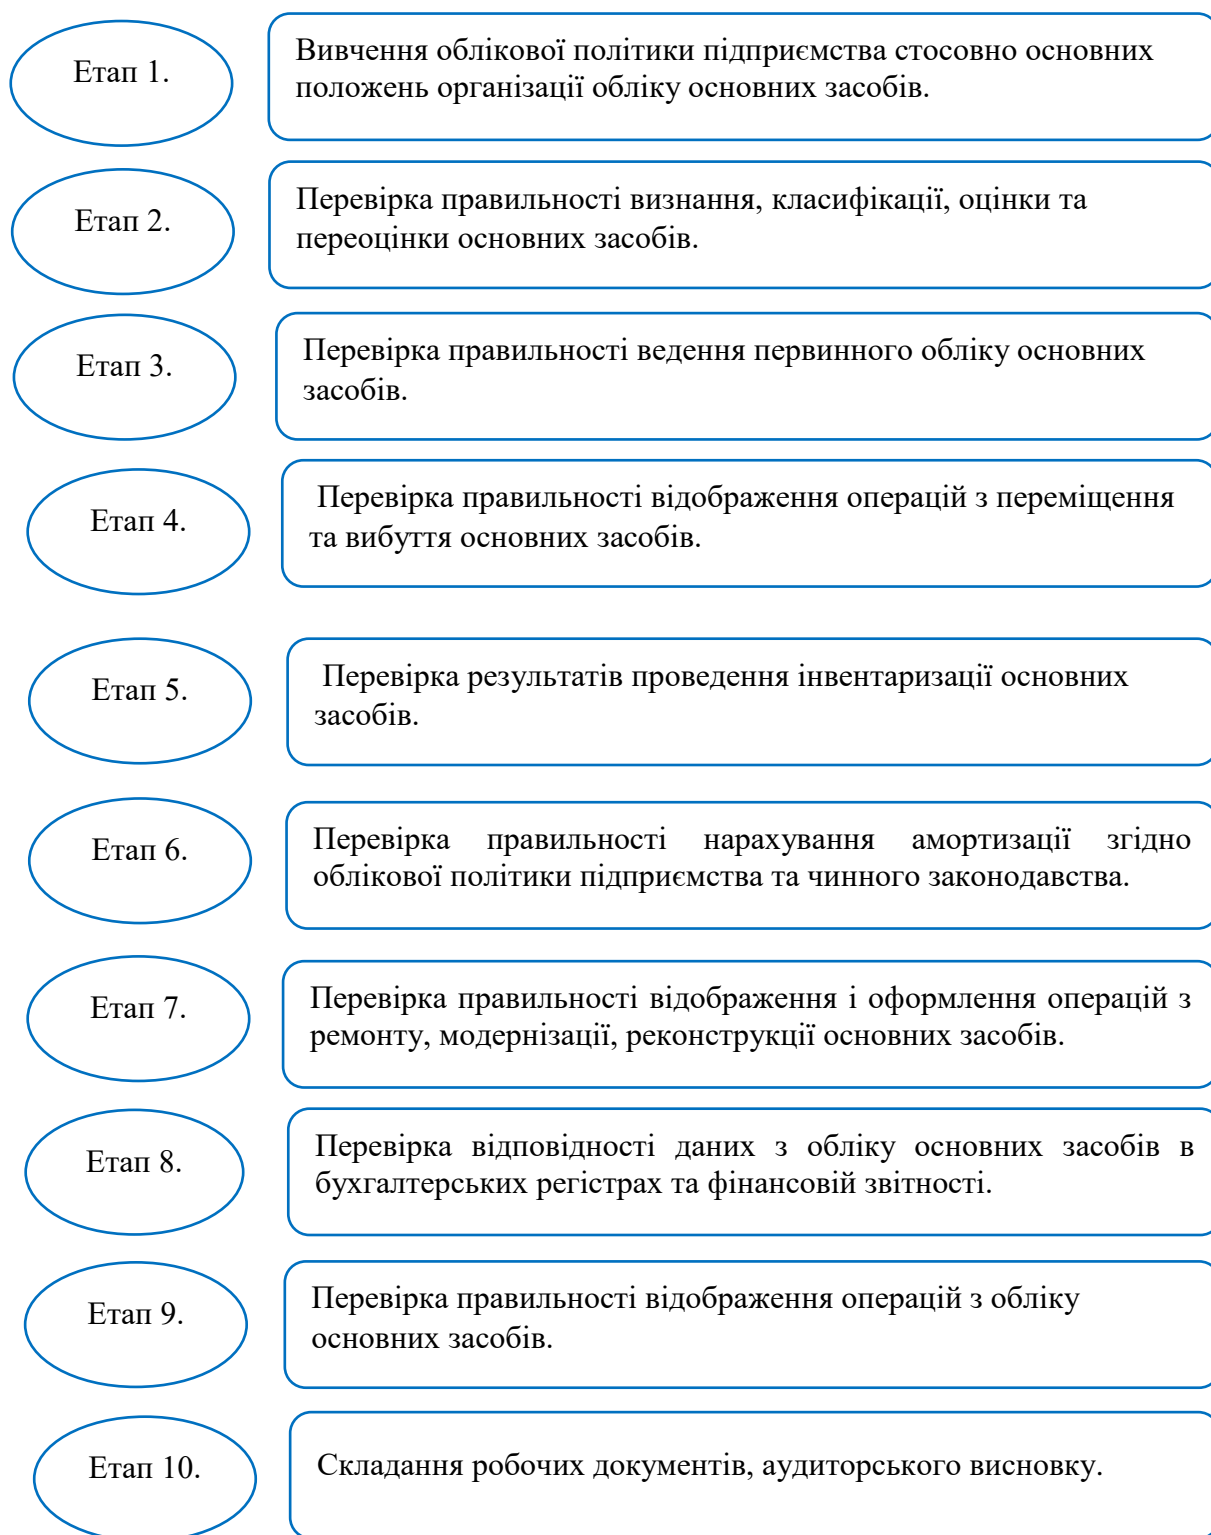 Етап 1.
Вивчення облікової політики підприємства стосовно основних
положень організації обліку основних засобів.
Етап 2.
Перевірка правильності визнання, класифікації, оцінки та
переоцінки основних засобів.
Етап 3.
Перевірка правильності ведення первинного обліку основних
засобів.
Етап 4.
Перевірка правильності відображення операцій з переміщення
та вибуття основних засобів.
Етап 5.
Перевірка результатів проведення інвентаризації основних
засобів.
Етап 6.
Перевірка правильності нарахування амортизації згідно
облікової політики підприємства та чинного законодавства.
Етап 7.
Перевірка правильності відображення і оформлення операцій з
ремонту, модернізації, реконструкції основних засобів.
Етап 8.
Перевірка відповідності даних з обліку основних засобів в
бухгалтерських регістрах та фінансовій звітності.
Етап 9.
Перевірка правильності відображення операцій з обліку
основних засобів.
Етап 10.
Складання робочих документів, аудиторського висновку.